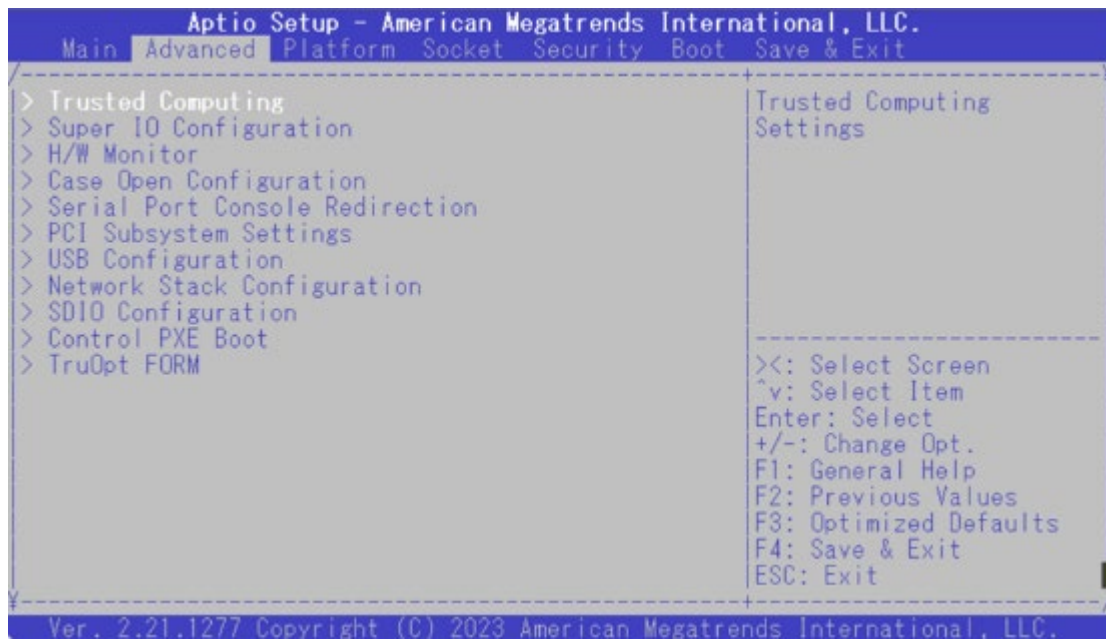 Aptio Setup - American Megatrends International, LLC.
Main Advanced Platform Socket Security Boot Save & Exit
> Trusted Computing
> Super IO Configuration
> H/W Monitor
> Case Open Configuration
> Serial Port Console Redirection
> PCI Subsystem Settings
> USB Configuration
> Network Stack Configuration
> SDIO Configuration
> Control PXE Boot
> TruOpt FORM
Trusted Computing
Settings
><: Select Screen
^v: Select Item
Enter: Select
+/-: Change Opt.
F1: General Help
F2: Previous Values
F3: Optimized Defaults
F4: Save & Exit
ESC: Exit
Ver. 2.21.1277 Copyright (C) 2023 American Megatrends International, LLC.